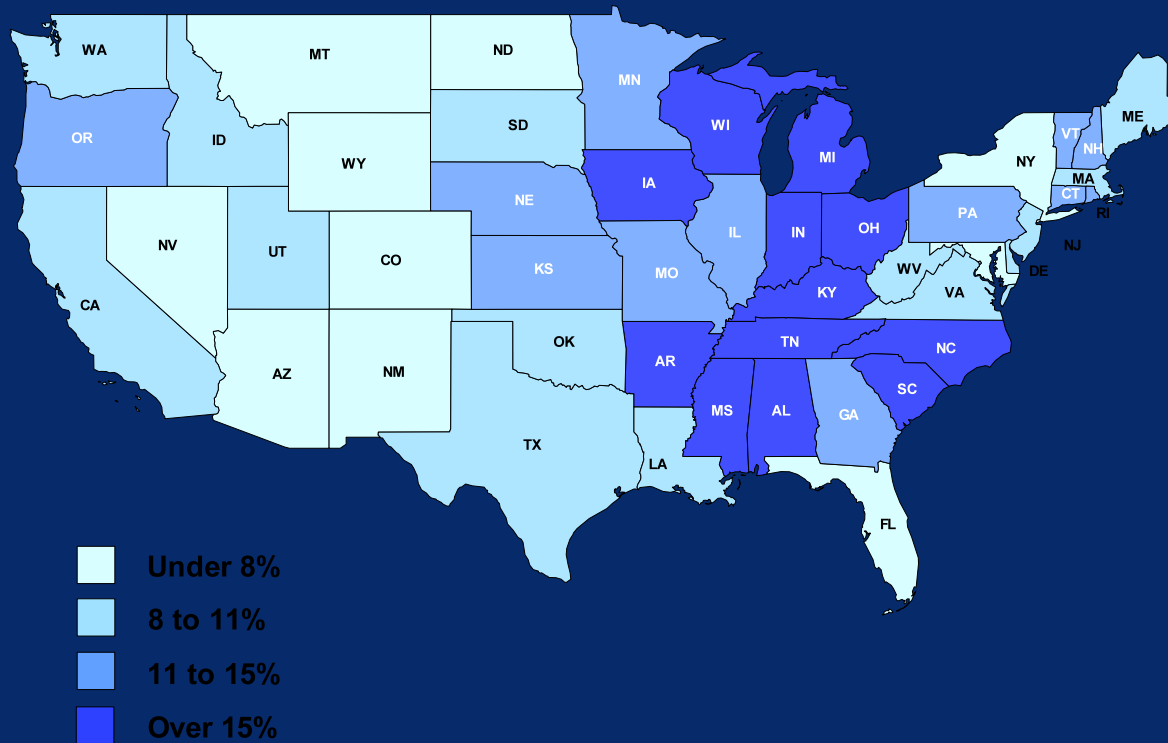 WA
MT
ND
MN
ME
OR
ID
SD
WI
VT
NH
WY
MI
NY
MA
IA
NE
CT
RI
PA
NV
UT
CO
IL
IN
OH
NJ
KS
MO
WV
DE
CA
KY
VA
OK
TN
NC
AZ
NM
AR
SC
MS
AL
GA
TX
LA
FL
Under 8%
8 to 11%
11 to 15%
Over 15%